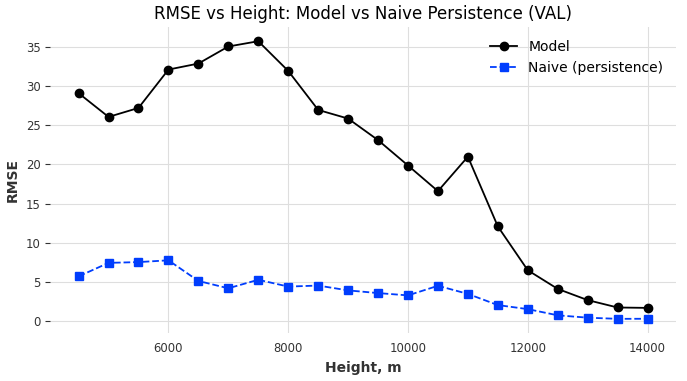 RMSE vs Height: Model vs Naive Persistence (VAL)
Model
Naive (persistence)
RMSE
35
30
25
20
15
10
5
0
6000 8000 10000 12000 14000
Height, m